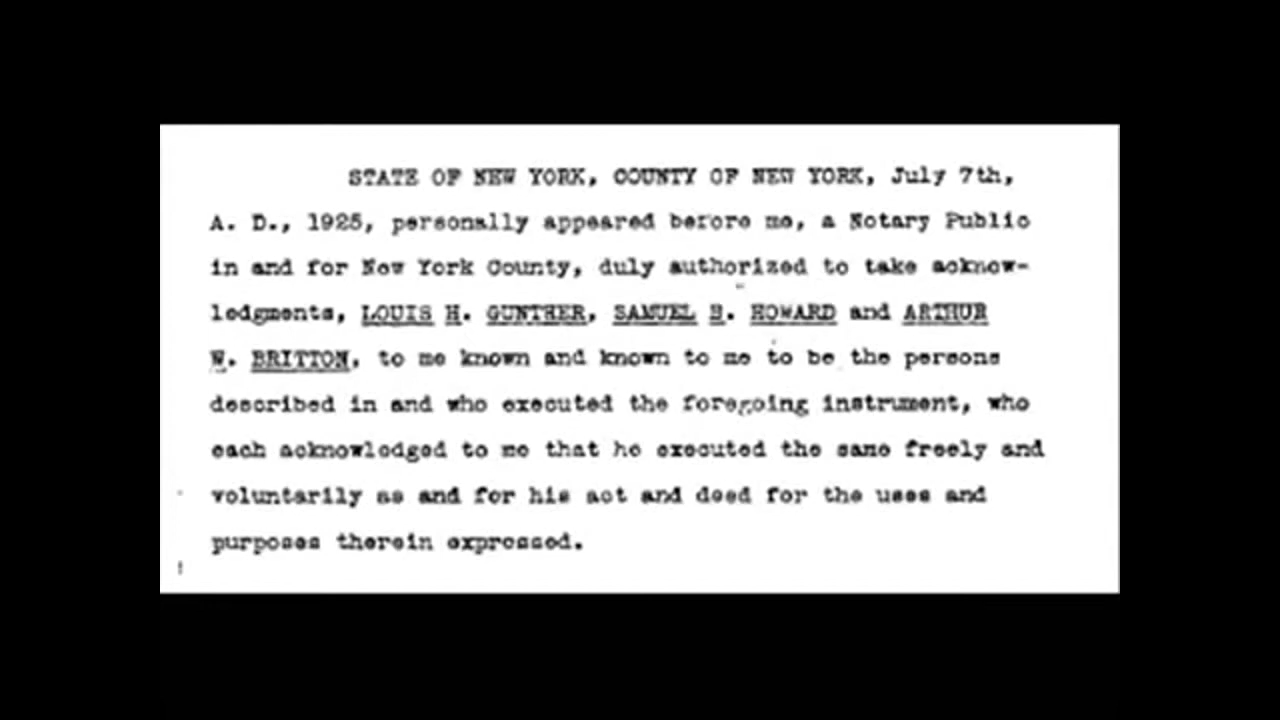 STATE OF NEW YORK, COUNTY OF NEW YORK, July 7th,
A. D., 1925, personally appeared before me, a Notary Public
in and for New York County, duly authorized to take acknow-
ledgments, LOUIS H. GUNTHER, SAMUEL B. HOWARD and ARTHUR
W. BRITTON, to me known and known to me to be the persons
described in and who executed the foregoing instrument, who
each acknowledged to me that he executed the same freely and
voluntarily as and for his act and deed for the uses and
purposes therein expressed.